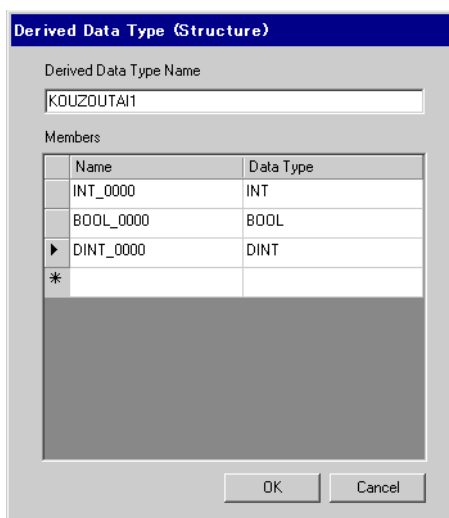 Derived Data Type (Structure)
Derived Data Type Name
KOUZOUTAI1
Members
Name Data Type
INT_0000 INT
BOOL_0000 BOOL
DINT_0000 DINT
OK Cancel